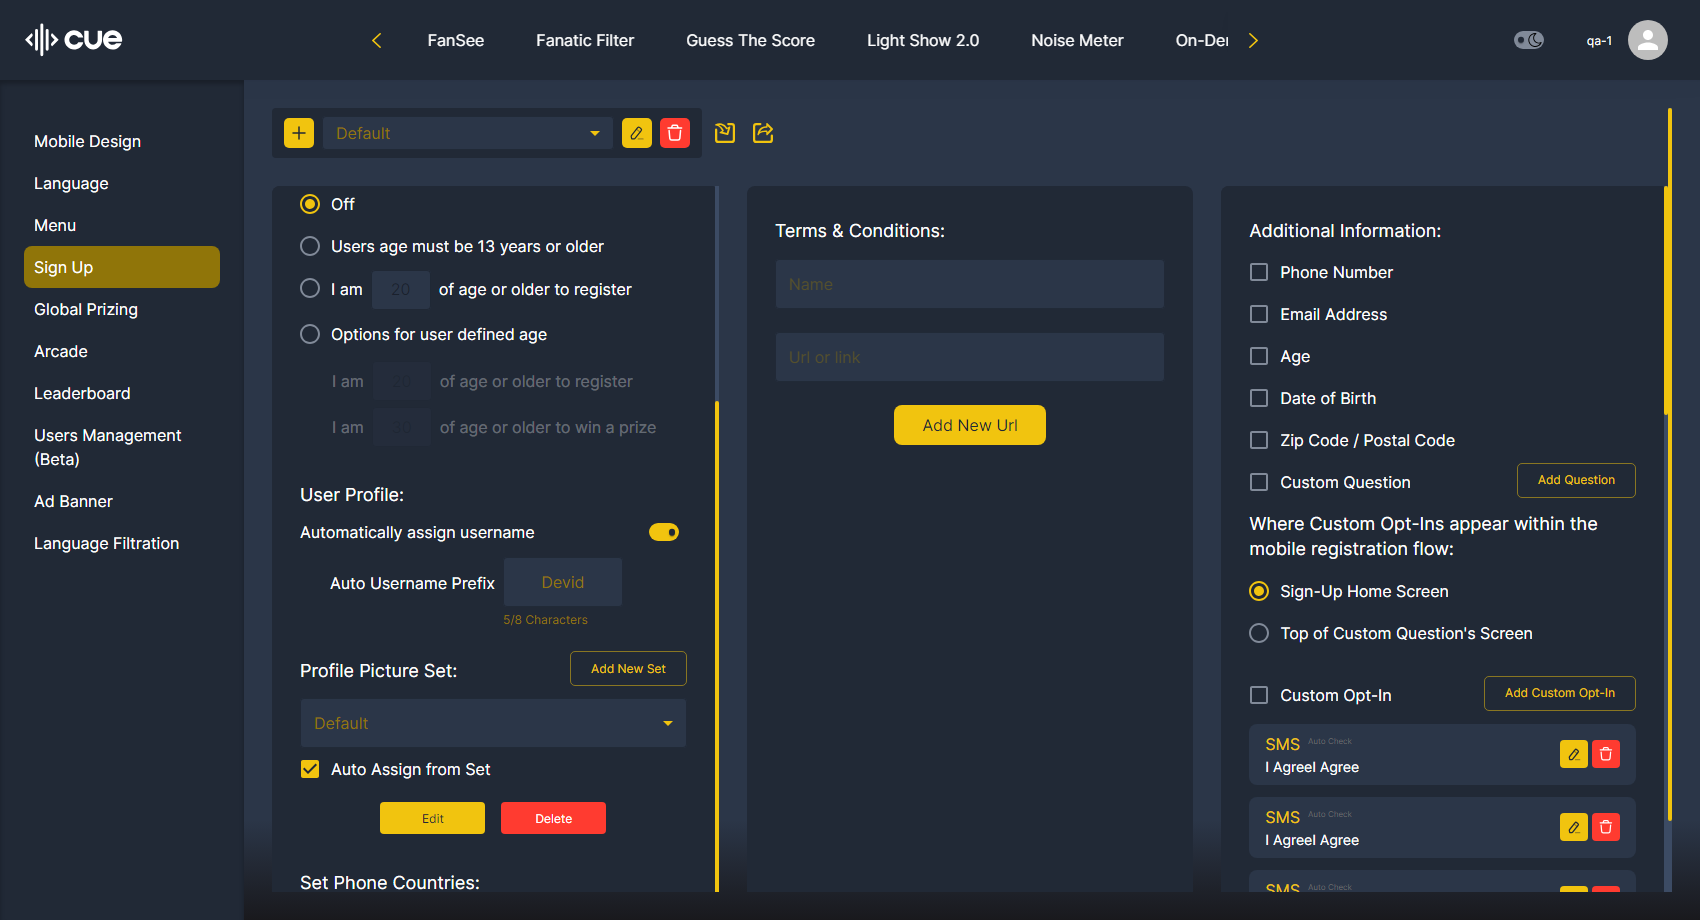 cue
FanSee
Fanatic Filter
Guess The Score
Light Show 2.0
Noise Meter
On-Der
qa-1
Mobile Design
Language
Menu
Sign Up
Global Prizing
Arcade
Leaderboard
Users Management
(Beta)
Ad Banner
Language Filtration
Default
Off
Users age must be 13 years or older
I am 20 of age or older to register
Options for user defined age
I am of age or older to register
I am of age or older to win a prize
User Profile:
Automatically assign username
Auto Username Prefix Devid
5/8 Characters
Profile Picture Set: Add New Set
Default
Auto Assign from Set
Edit Delete
Set Phone Countries:
Terms & Conditions:
Name
Url or link
Add New Url
Additional Information:
Phone Number
Email Address
Age
Date of Birth
Zip Code / Postal Code
Custom Question Add Question
Where Custom Opt-Ins appear within the
mobile registration flow:
Sign-Up Home Screen
Top of Custom Question's Screen
Custom Opt-In Add Custom Opt-In
SMS Auto Check
I AgreeI Agree
SMS Auto Check
I AgreeI Agree
SMS Auto Check